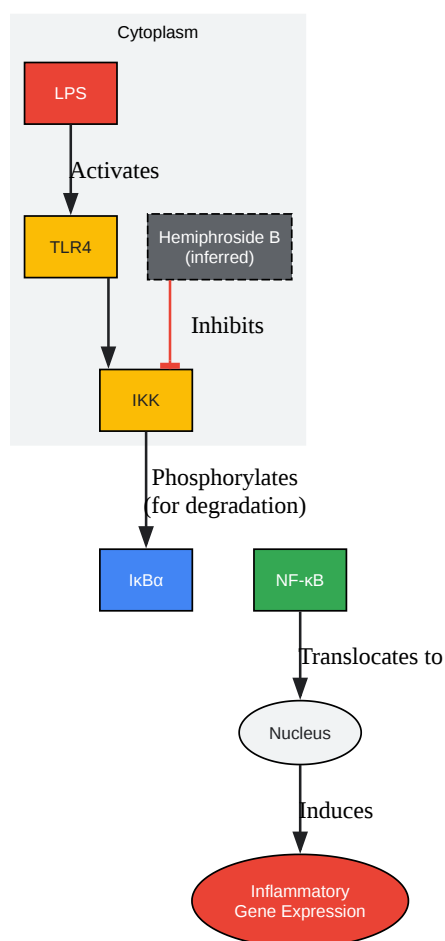 Cytoplasm
LPS
Activates
TLR4
Hemiphroside B
(inferred)
Inhibits
IKK
Phosphorylates
(for degradation)
IκBα
NF-κB
Translocates to
Nucleus
Induces
Inflammatory
Gene Expression